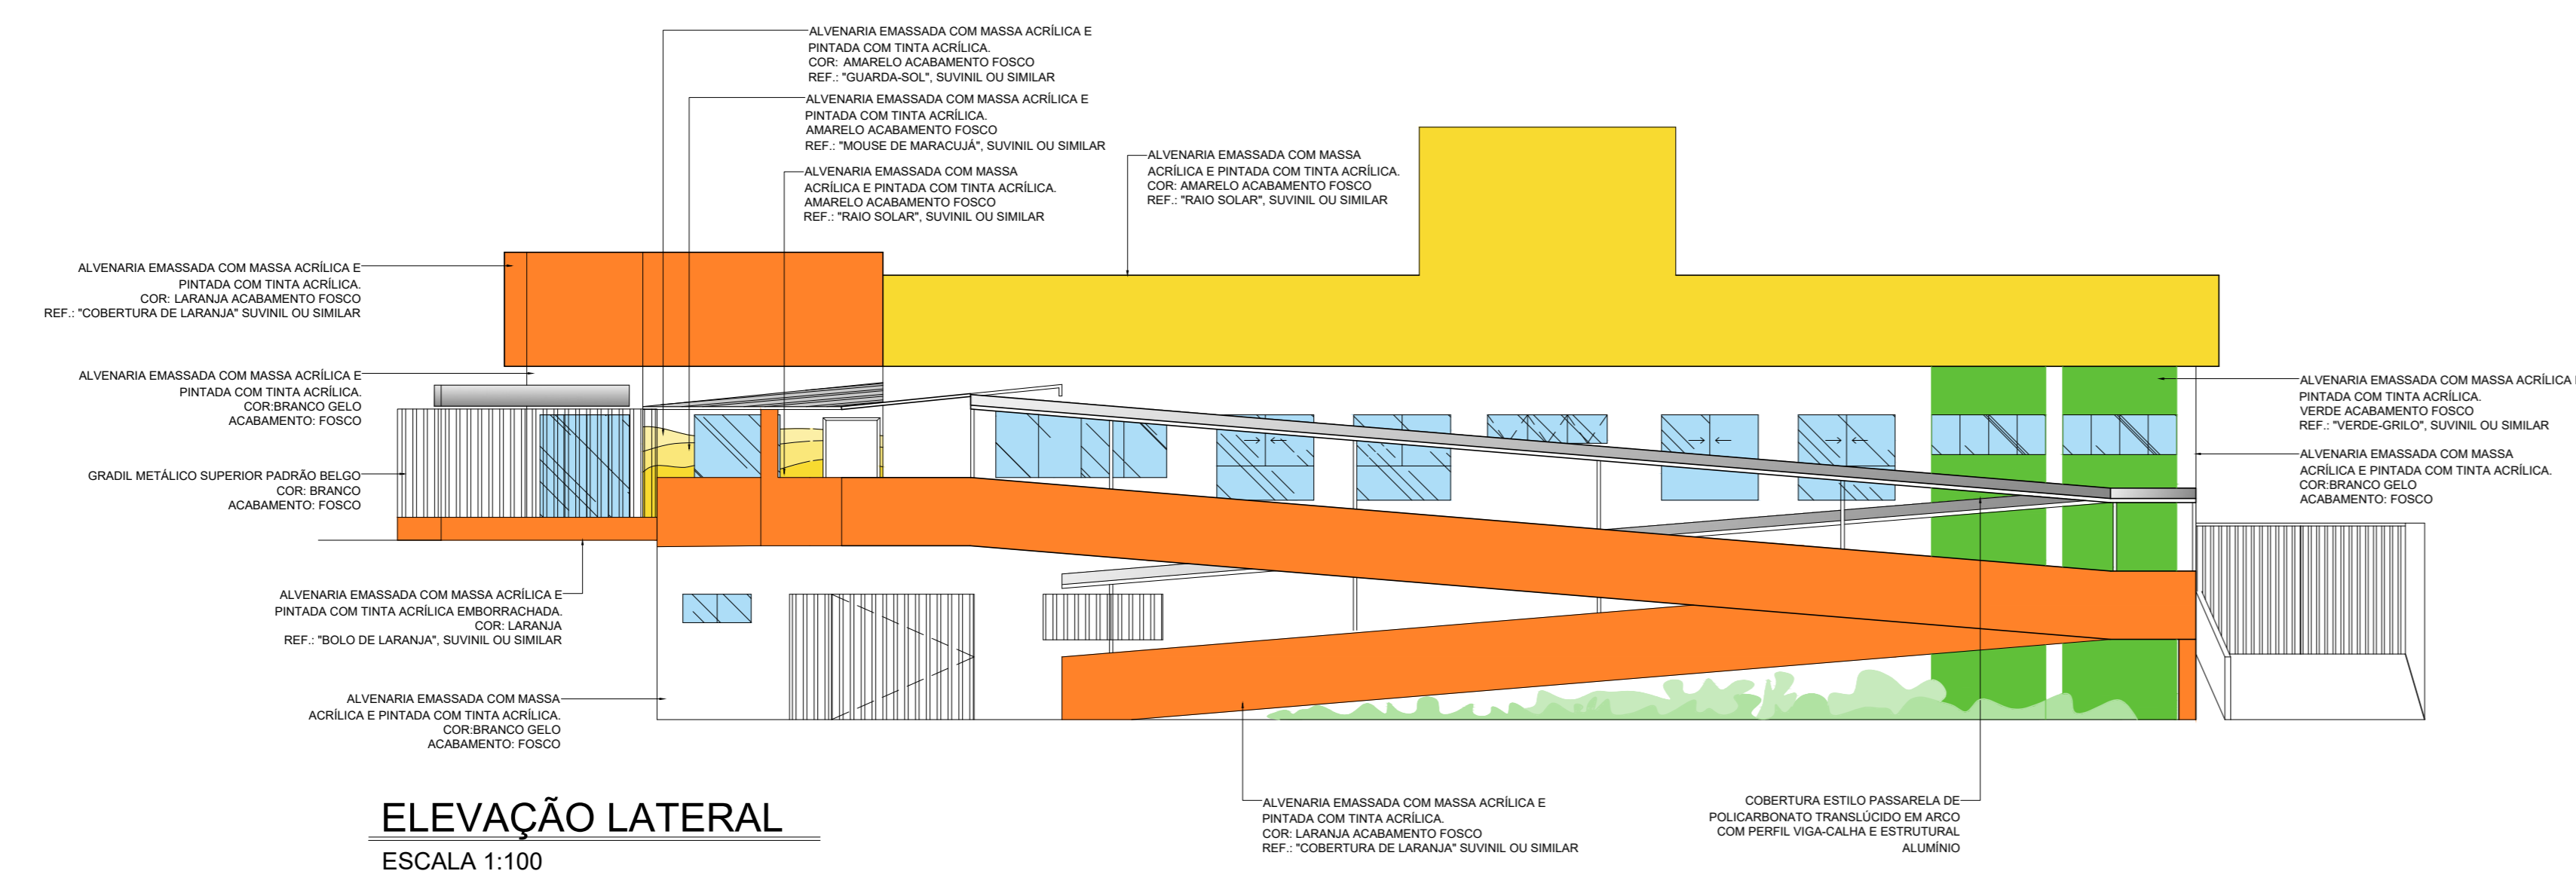 ALVENARIA EMASSADA COM MASSA ACRÍLICA E
PINTADA COM TINTA ACRÍLICA.
COR: AMARELO ACABAMENTO FOSCO
REF.: "GUARDA-SOL", SUVINIL OU SIMILAR
ALVENARIA EMASSADA COM MASSA ACRÍLICA E
PINTADA COM TINTA ACRÍLICA.
AMARELO ACABAMENTO FOSCO
REF.: "MOUSE DE MARACUJÁ", SUVINIL OU SIMILAR
ALVENARIA EMASSADA COM MASSA
ACRÍLICA E PINTADA COM TINTA ACRÍLICA.
AMARELO ACABAMENTO FOSCO
REF.: "RAIO SOLAR", SUVINIL OU SIMILAR
ALVENARIA EMASSADA COM MASSA
ACRÍLICA E PINTADA COM TINTA ACRÍLICA.
COR: AMARELO ACABAMENTO FOSCO
REF.: "RAIO SOLAR", SUVINIL OU SIMILAR
ALVENARIA EMASSADA COM MASSA ACRÍLICA E
PINTADA COM TINTA ACRÍLICA.
COR: LARANJA ACABAMENTO FOSCO
REF.: "COBERTURA DE LARANJA" SUVINIL OU SIMILAR
ALVENARIA EMASSADA COM MASSA ACRÍLICA E
PINTADA COM TINTA ACRÍLICA.
COR:BRANCO GELO
ACABAMENTO: FOSCO
GRADIL METÁLICO SUPERIOR PADRÃO BELGO
COR: BRANCO
ACABAMENTO: FOSCO
ALVENARIA EMASSADA COM MASSA ACRÍLICA E
PINTADA COM TINTA ACRÍLICA EMBORRACHADA.
COR: LARANJA
REF.: "BOLO DE LARANJA", SUVINIL OU SIMILAR
ALVENARIA EMASSADA COM MASSA
ACRÍLICA E PINTADA COM TINTA ACRÍLICA.
COR:BRANCO GELO
ACABAMENTO: FOSCO
ALVENARIA EMASSADA COM MASSA ACRÍLICA
PINTADA COM TINTA ACRÍLICA.
VERDE ACABAMENTO FOSCO
REF.: "VERDE-GRILO", SUVINIL OU SIMILAR
ALVENARIA EMASSADA COM MASSA
ACRÍLICA E PINTADA COM TINTA ACRÍLICA.
COR:BRANCO GELO
ACABAMENTO: FOSCO
ALVENARIA EMASSADA COM MASSA ACRÍLICA E
PINTADA COM TINTA ACRÍLICA.
COR: LARANJA ACABAMENTO FOSCO
REF.: "COBERTURA DE LARANJA" SUVINIL OU SIMILAR
COBERTURA ESTILO PASSARELA DE
POLICARBONATO TRANSLÚCIDO EM ARCO
COM PERFIL VIGA-CALHA E ESTRUTURAL
ALUMÍNIO
ELEVAÇÃO LATERAL
ESCALA 1:100